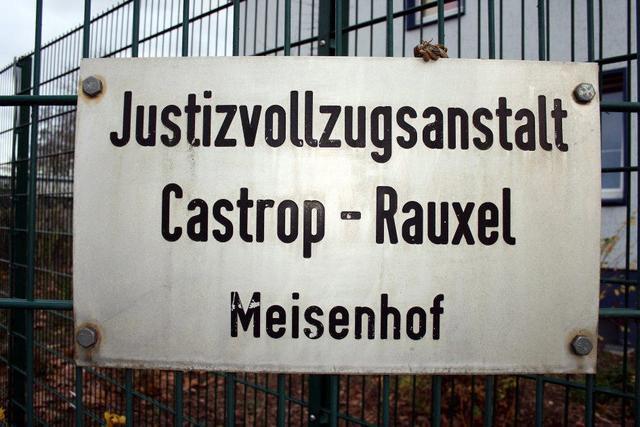 Justizvollzugsanstalt
Castrop - Rauxel
Meisenhof